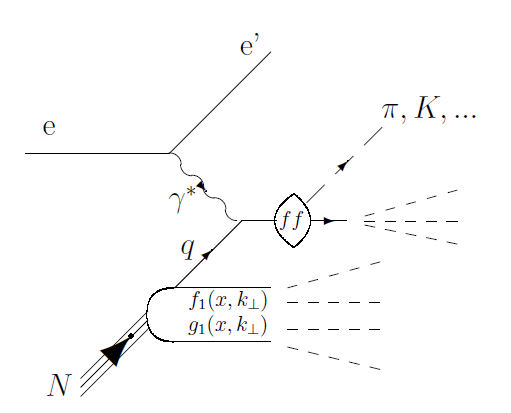 e'
e
π, K, ...
γ*
ff
q
f₁(x, k⊥)
g₁(x, k⊥)
N